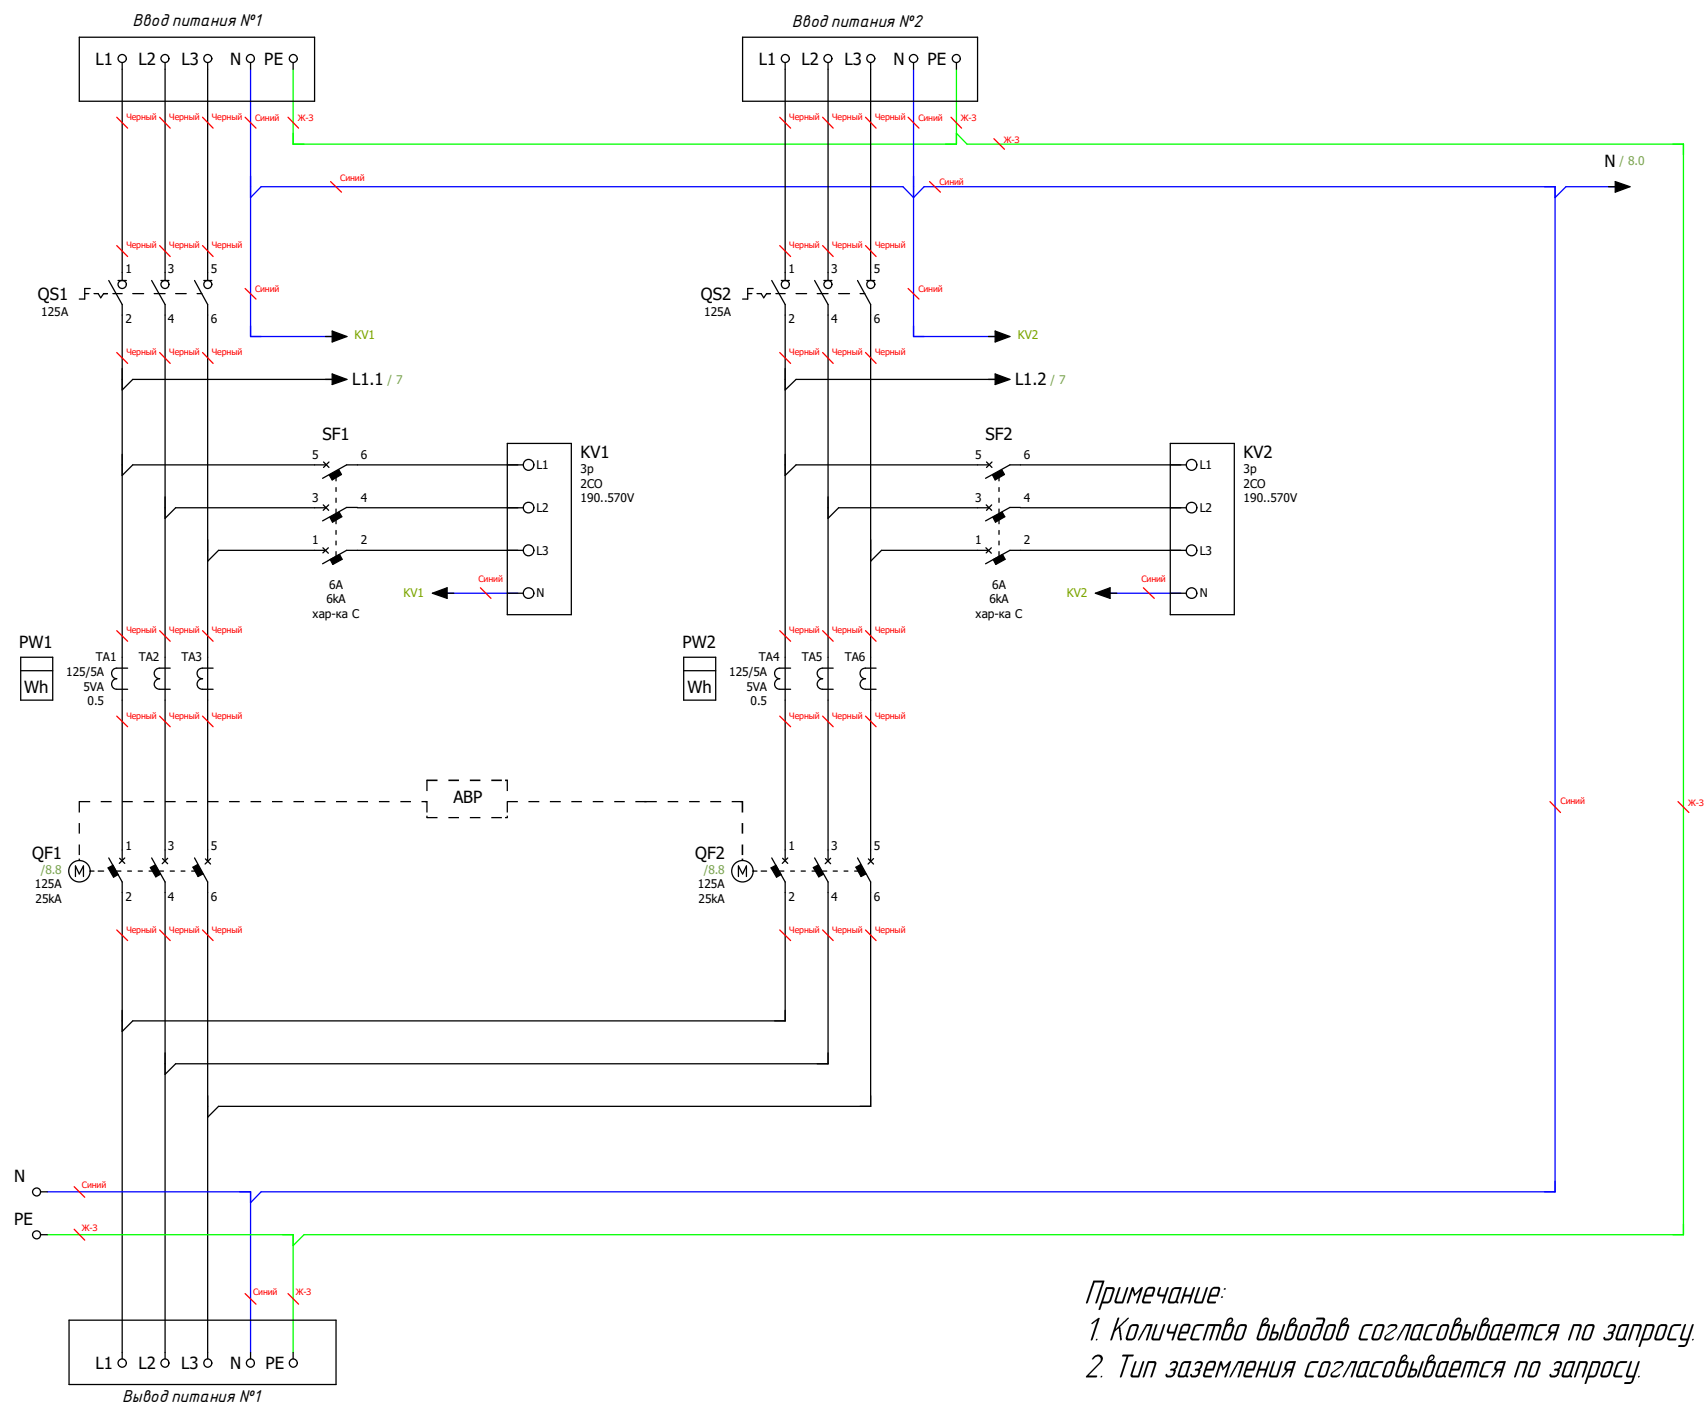 Ввод питания №1
Ввод питания №2
L1 L2 L3 N PE
L1 L2 L3 N PE
Черный Черный Черный Синий Ж-З
Черный Черный Черный Синий Ж-З
Ж-З
N / 8.0
Синий
Синий
Черный Черный Черный
Черный Черный Черный
1 3 5
1 3 5
QS1
125A
Синий
QS2
125A
Синий
2 4 6
2 4 6
KV1
KV2
Черный Черный Черный
Черный Черный Черный
L1.1 / 7
L1.2 / 7
SF1
SF2
5 6
3 4
1 2
6A
6kA
хар-ка C
KV1
3p
2CO
190..570V
L1
L2
L3
N
KV1
Синий
5 6
3 4
1 2
6A
6kA
хар-ка C
KV2
3p
2CO
190..570V
L1
L2
L3
N
KV2
Синий
Черный Черный Черный
Черный Черный Черный
PW1
Wh
TA1 TA2 TA3
125/5A
5VA
0.5
PW2
Wh
TA4 TA5 TA6
125/5A
5VA
0.5
Черный Черный Черный
Черный Черный Черный
АВР
Синий
Ж-З
1 3 5
1 3 5
QF1
/8.8
125A
25kA
M
QF2
/8.8
125A
25kA
M
2 4 6
2 4 6
Черный Черный Черный
Черный Черный Черный
N
Синий
PE
Ж-З
Синий Ж-З
L1 L2 L3 N PE
Вывод питания №1
Примечание:
1. Количество выводов согласовывается по запросу.
2. Тип заземления согласовывается по запросу.